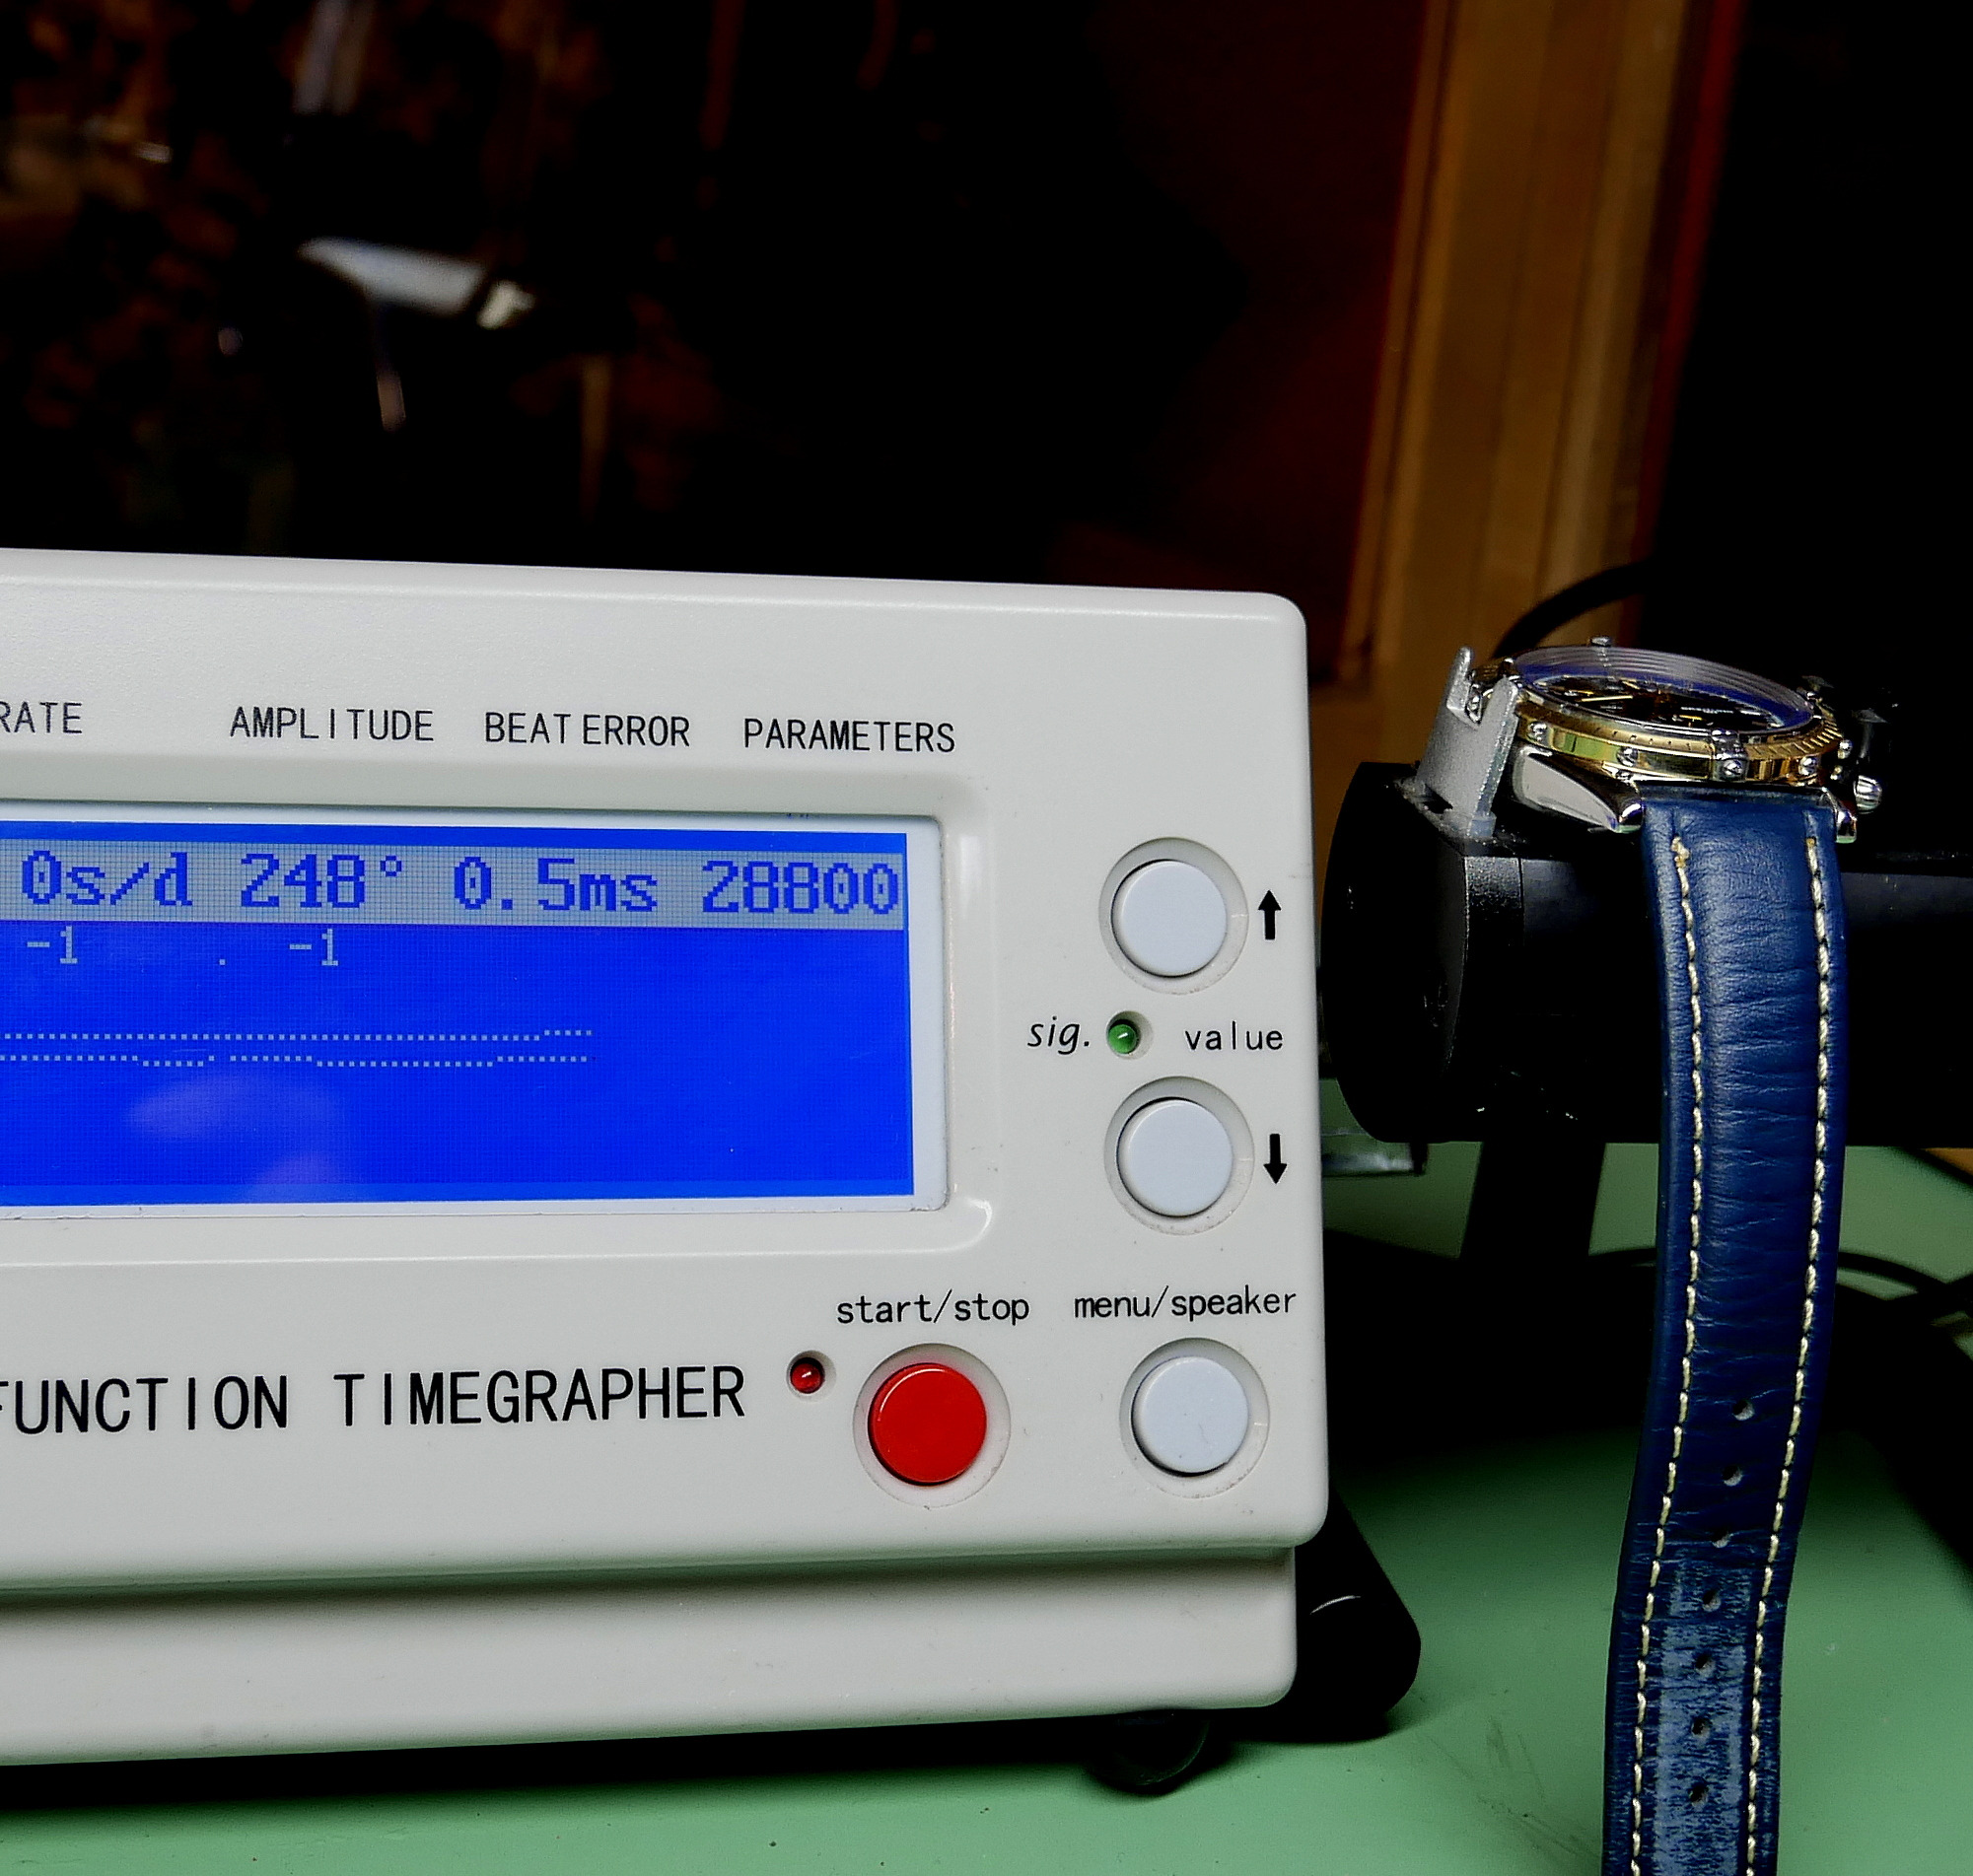 RATE AMPLITUDE BEAT ERROR PARAMETERS
0s/d 248° 0.5ms 28800
-1 . -1
sig. value
start/stop menu/speaker
FUNCTION TIMEGRAPHER